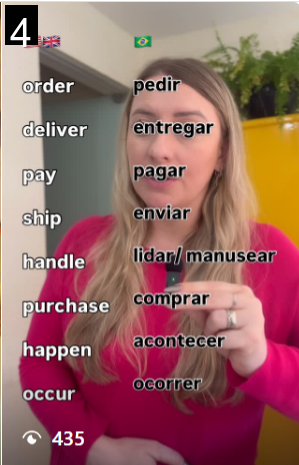 4
order pedir
deliver entregar
pay pagar
ship enviar
handle lidar/ manusear
purchase comprar
happen acontecer
occur ocorrer
435